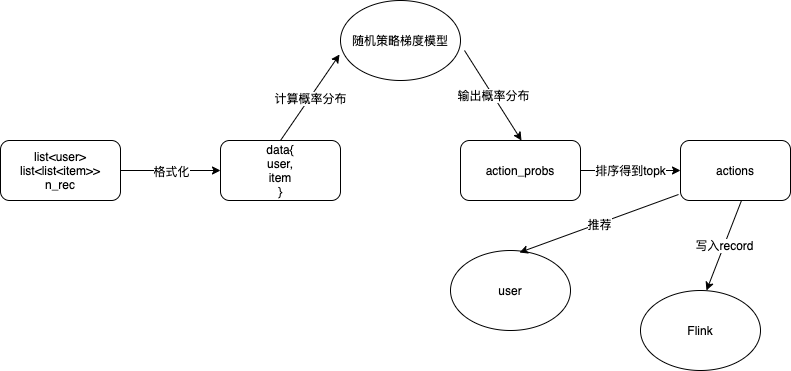 随机策略梯度模型
计算概率分布
输出概率分布
list<user>
list<list<item>>
n_rec
格式化
data{
user,
item
}
action_probs
排序得到topk
actions
推荐
写入record
user
Flink